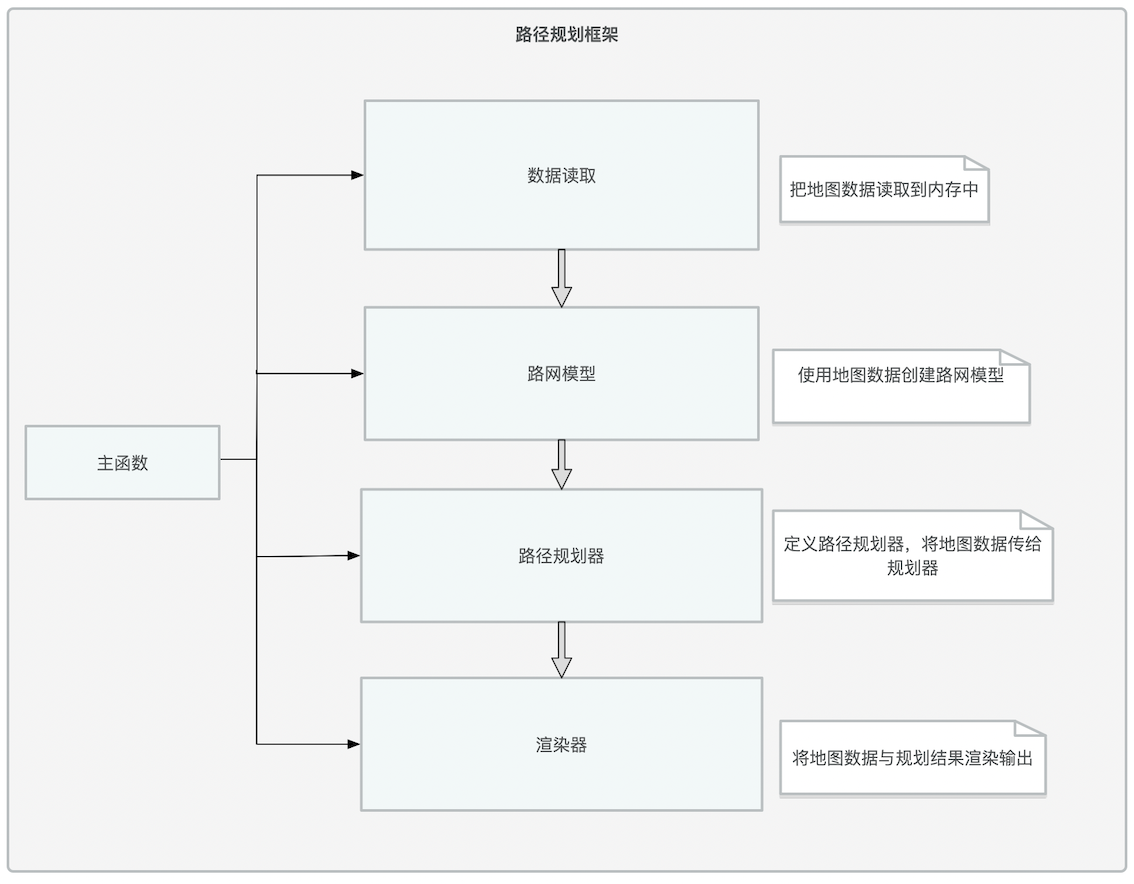 路径规划框架
数据读取
把地图数据读取到内存中
路网模型
使用地图数据创建路网模型
主函数
路径规划器
定义路径规划器，将地图数据传给
规划器
渲染器
将地图数据与规划结果渲染输出